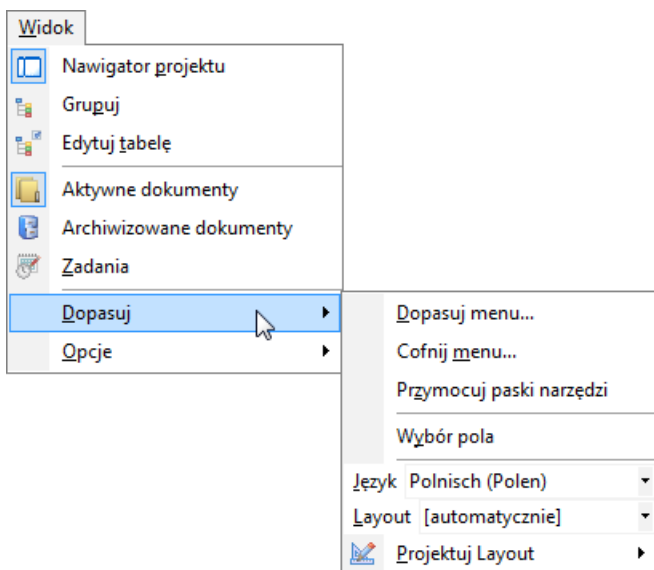 Widok
Nawigator projektu
Grupuj
Edytuj tabelę
Aktywne dokumenty
Archiwizowane dokumenty
Zadania
Dopasuj
Opcje
Dopasuj menu...
Cofnij menu...
Przymocuj paski narzędzi
Wybór pola
Język Polnisch (Polen)
Layout [automatycznie]
Projektuj Layout